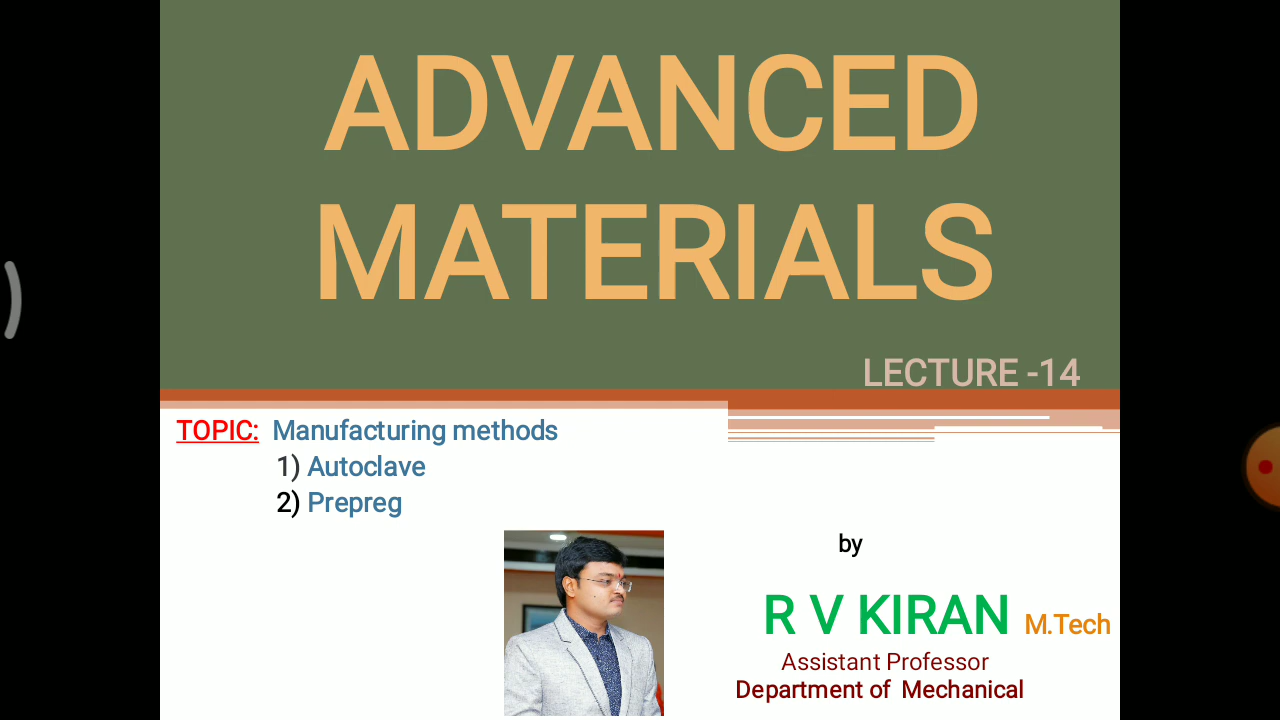 ADVANCED
MATERIALS
LECTURE -14
TOPIC: Manufacturing methods
1) Autoclave
2) Prepreg
by
R V KIRAN M.Tech
Assistant Professor
Department of Mechanical